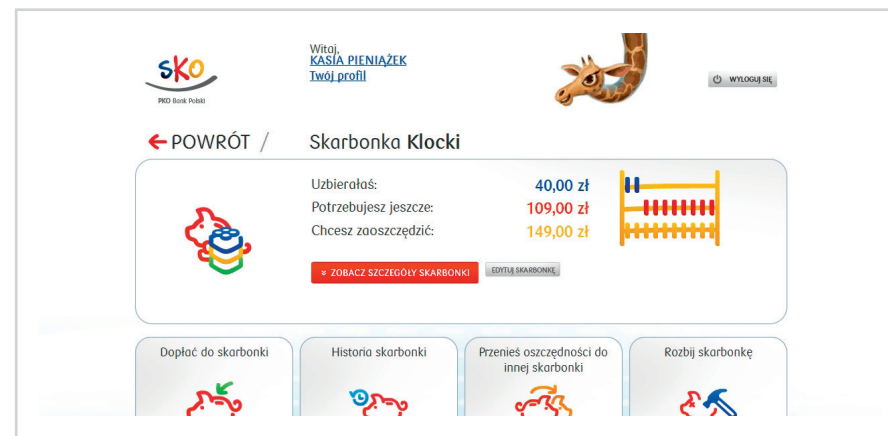 sko
PKO Bank Polski
Witaj,
KASIA PIENIĄŻEK
Twój profil
WYLOGUJ SIĘ
POWRÓT / Skarbonka Klocki
Uzbierałaś: 40,00 zł
Potrzebujesz jeszcze: 109,00 zł
Chcesz zaoszczędzić: 149,00 zł
ZOBACZ SZCZEGÓŁY SKARBONKI EDYTUJ SKARBONKĘ
Dopłać do skarbonki
Historia skarbonki
Przenieś oszczędności do
innej skarbonki
Rozbij skarbonkę